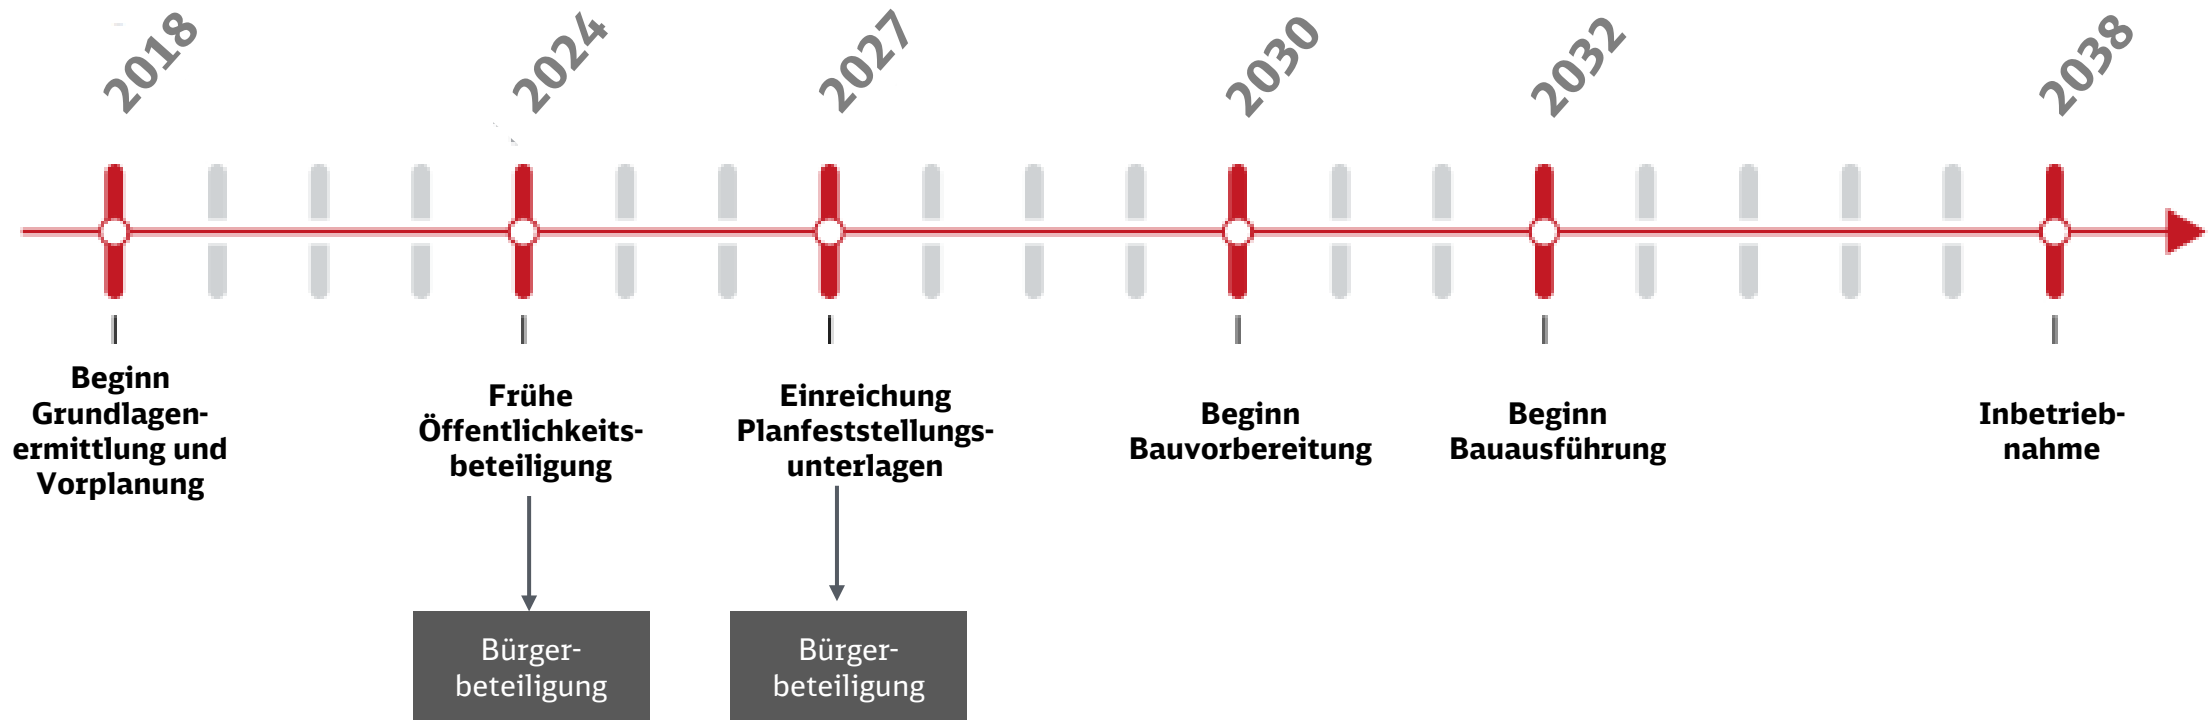 2018
2024
2027
2030
2032
2038
Beginn
Grundlagen-
ermittlung und
Vorplanung
Frühe
Öffentlichkeits-
beteiligung
Einreichung
Planfeststellungs-
unterlagen
Beginn
Bauvorbereitung
Beginn
Bauausführung
Inbetrieb-
nahme
Bürger-
beteiligung
Bürger-
beteiligung